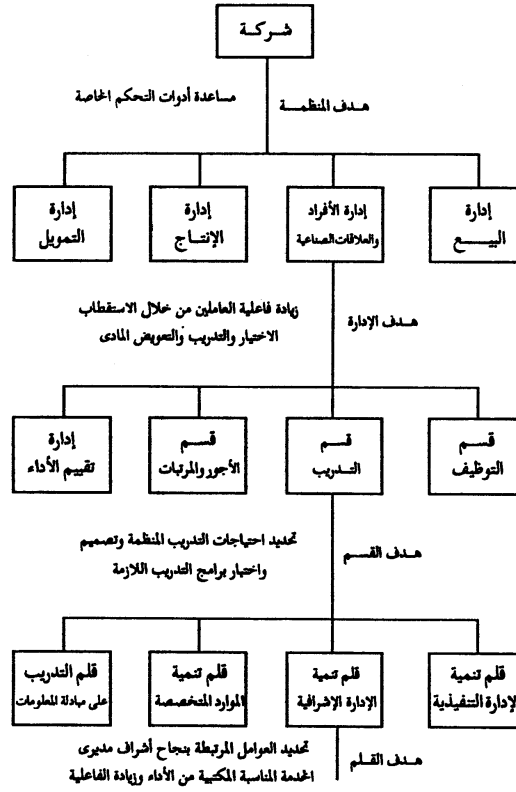 شركة
هدف المنظمة
مساعدة أدوات التحكم الخاصة
إدارة
البيع
إدارة الأفراد
والعلاقات الصناعية
إدارة
الإنتاج
إدارة
التمويل
هدف الإدارة
زيادة فاعلية العاملين من خلال الاستقطاب
الاختيار والتدريب والتعويض المادى
قسم
التوظيف
قسم
التدريب
قسم
الأجور والمرتبات
إدارة
تقييم الأداء
هدف القسم
تحديد احتياجات التدريب المنظمة وتصميم
واختيار برامج التدريب اللازمة
قلم تنمية
الإدارة التنفيذية
قلم تنمية
الإدارة الإشرافية
قلم تنمية
الموارد المتخصصة
قلم التدريب
على مبادلة المعلومات
هدف القلم
تحديد العوامل المرتبطة بنجاح أشراف مديرى
الخدمة المناسبة المكتبية من الأداء وزيادة الفاعلية